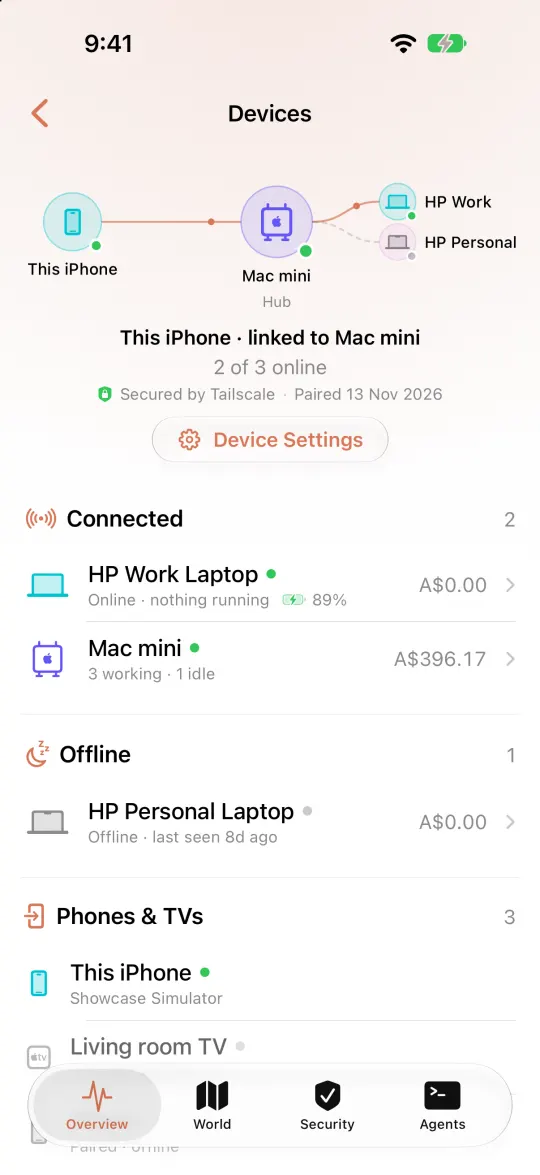 9:41
Devices
HP Work
HP Personal
This iPhone
Mac mini
Hub
This iPhone · linked to Mac mini
2 of 3 online
Secured by Tailscale · Paired 13 Nov 2026
Device Settings
Connected 2
HP Work Laptop
A$0.00
Online · nothing running 89%
Mac mini
A$396.17
3 working · 1 idle
Offline 1
HP Personal Laptop
A$0.00
Offline · last seen 8d ago
Phones & TVs 3
This iPhone
Showcase Simulator
Living room TV
tv
Overview World Security Agents
Paired · offline